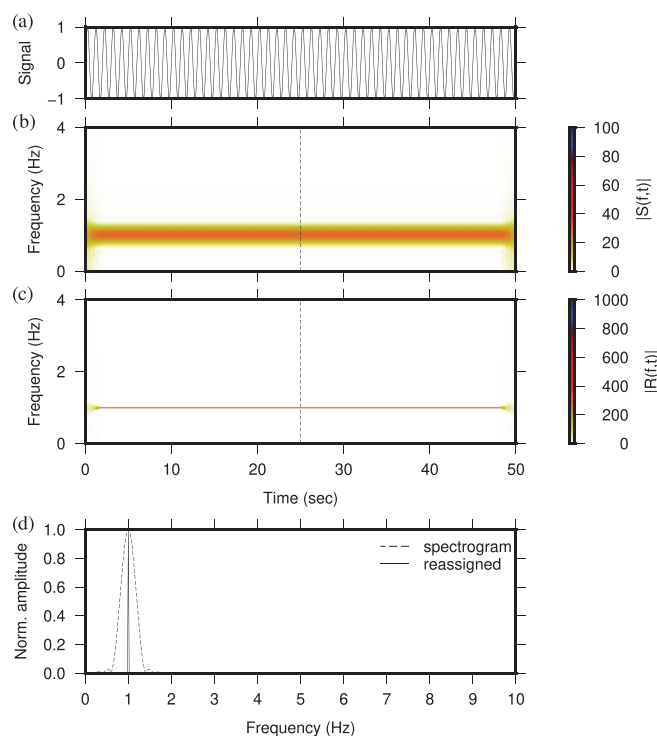 (a)
Signal
1
0
−1
(b)
Frequency (Hz)
4
2
0
100
80
60
40
20
0
|S(f,t)|
(c)
Frequency (Hz)
4
2
0
0 10 20 30 40 50
Time (sec)
1000
800
600
400
200
0
|R(f,t)|
(d)
Norm. amplitude
1.0
0.8
0.6
0.4
0.2
0.0
spectrogram
reassigned
0 1 2 3 4 5 6 7 8 9 10
Frequency (Hz)